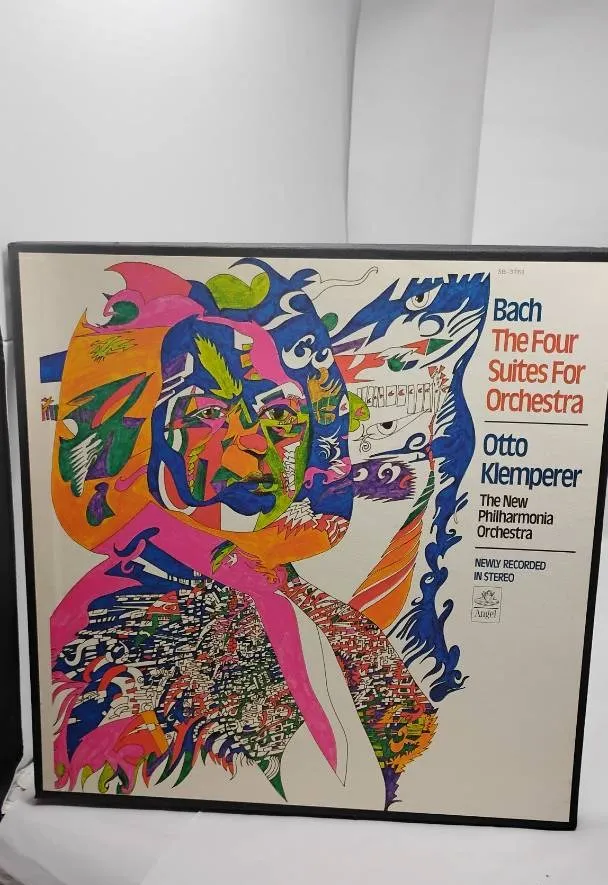 SB-3763
Bach
The Four
Suites For
Orchestra
Otto
Klemperer
The New
Philharmonia
Orchestra
NEWLY RECORDED
IN STEREO
Angel